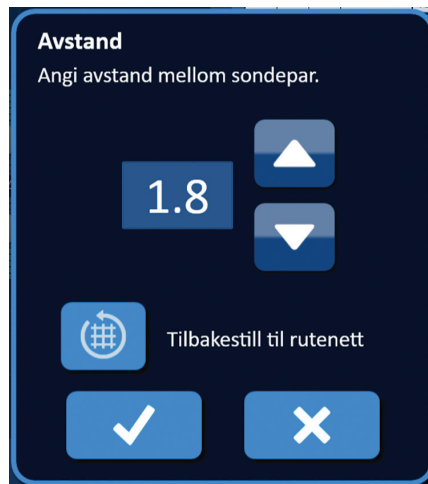 Avstand
Angi avstand mellom sondepar.
1.8
Tilbakestill til rutenett